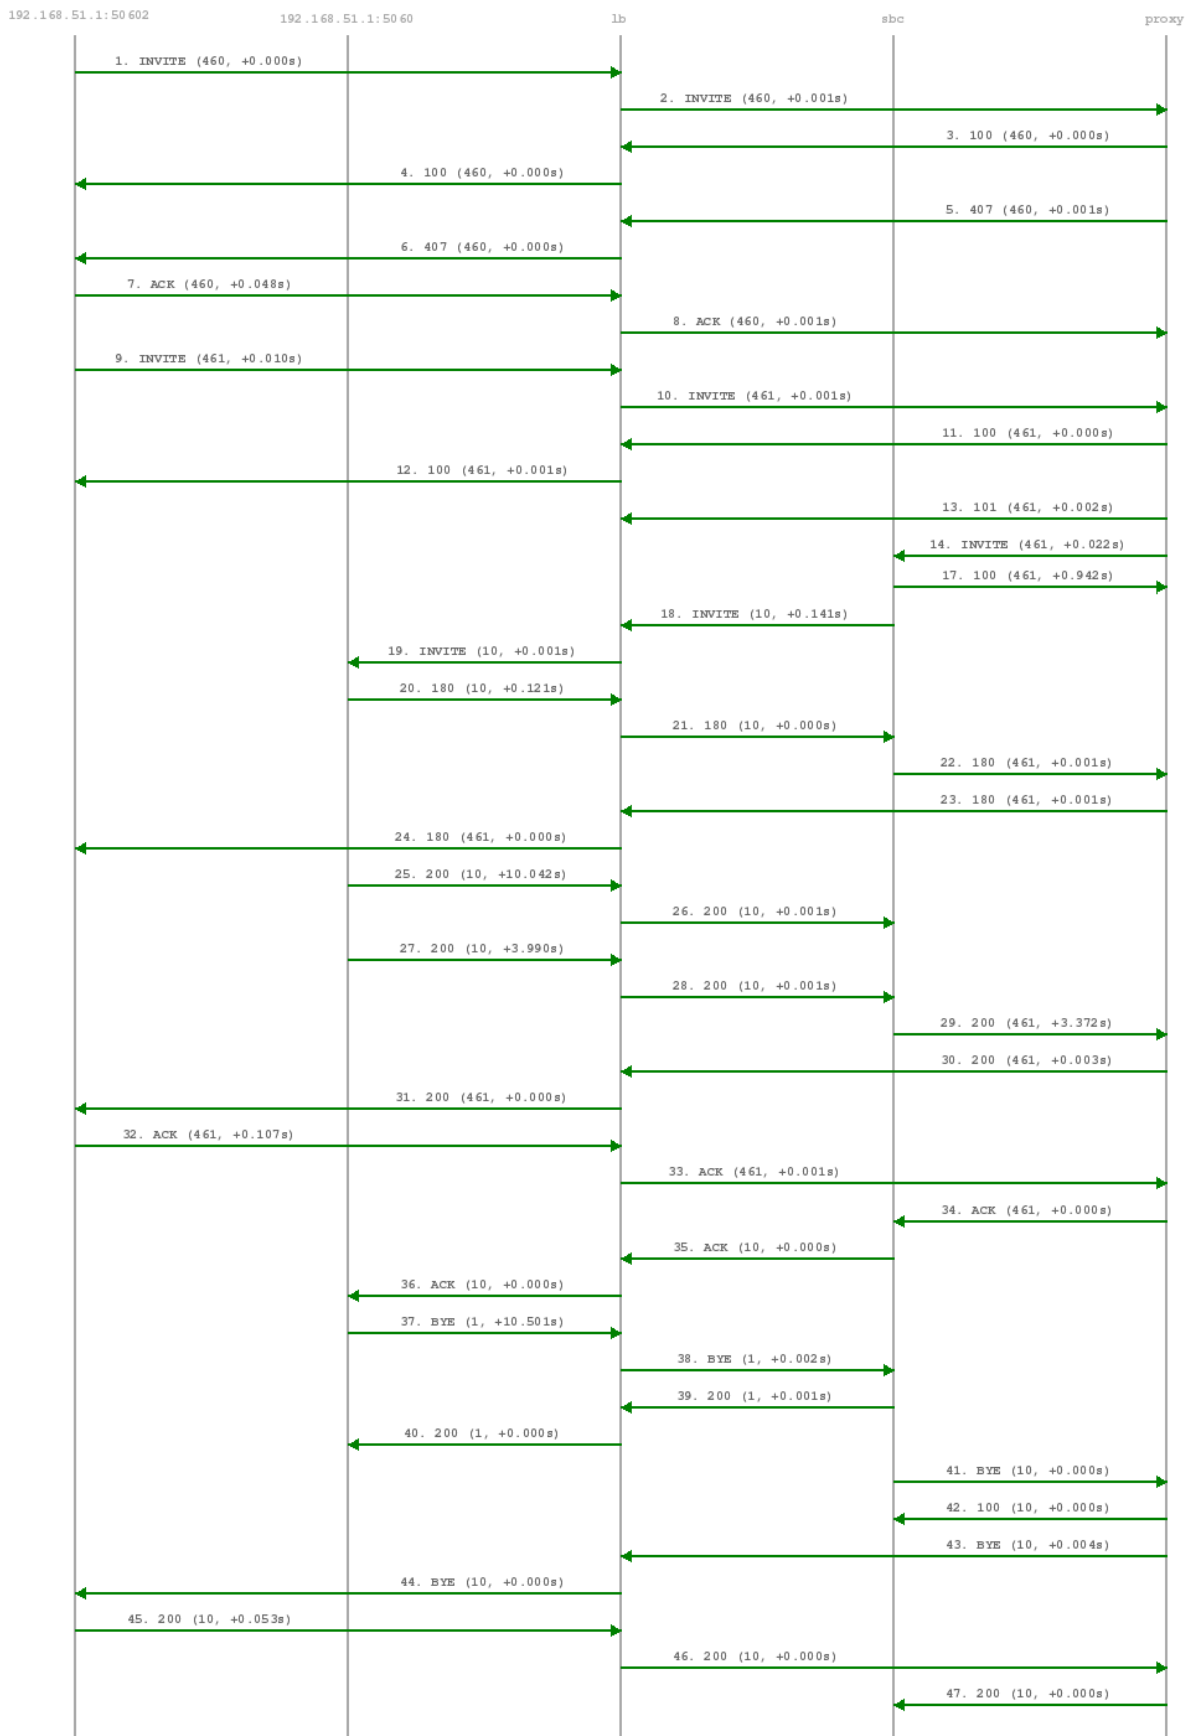 192.168.51.1:50602 192.168.51.1:5060 lb sbc proxy
1. INVITE (460, +0.000s)
2. INVITE (460, +0.001s)
3. 100 (460, +0.000s)
4. 100 (460, +0.000s)
5. 407 (460, +0.001s)
6. 407 (460, +0.000s)
7. ACK (460, +0.048s)
8. ACK (460, +0.001s)
9. INVITE (461, +0.010s)
10. INVITE (461, +0.001s)
11. 100 (461, +0.000s)
12. 100 (461, +0.001s)
13. 101 (461, +0.002s)
14. INVITE (461, +0.022s)
17. 100 (461, +0.942s)
18. INVITE (10, +0.141s)
19. INVITE (10, +0.001s)
20. 180 (10, +0.121s)
21. 180 (10, +0.000s)
22. 180 (461, +0.001s)
23. 180 (461, +0.001s)
24. 180 (461, +0.000s)
25. 200 (10, +10.042s)
26. 200 (10, +0.001s)
27. 200 (10, +3.990s)
28. 200 (10, +0.001s)
29. 200 (461, +3.372s)
30. 200 (461, +0.003s)
31. 200 (461, +0.000s)
32. ACK (461, +0.107s)
33. ACK (461, +0.001s)
34. ACK (461, +0.000s)
35. ACK (10, +0.000s)
36. ACK (10, +0.000s)
37. BYE (1, +10.501s)
38. BYE (1, +0.002s)
39. 200 (1, +0.001s)
40. 200 (1, +0.000s)
41. BYE (10, +0.000s)
42. 100 (10, +0.000s)
43. BYE (10, +0.004s)
44. BYE (10, +0.000s)
45. 200 (10, +0.053s)
46. 200 (10, +0.000s)
47. 200 (10, +0.000s)